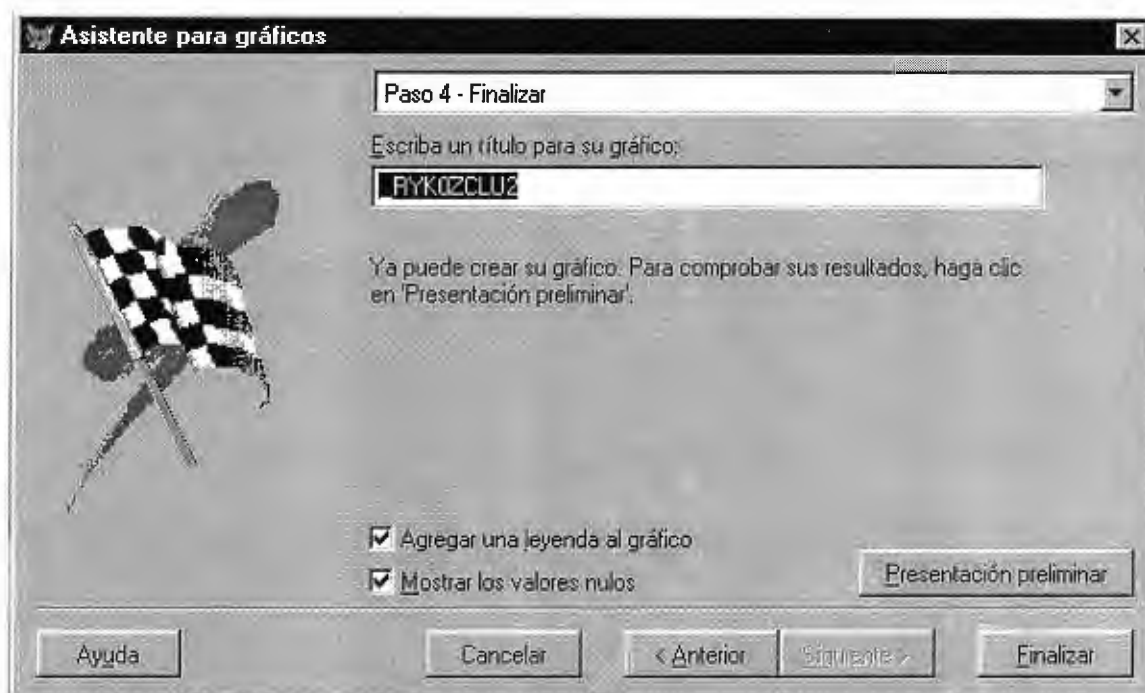 Asistente para gráficos
Paso 4 - Finalizar
Escriba un título para su gráfico:
_RYK0ZCLU2
Ya puede crear su gráfico. Para comprobar sus resultados, haga clic
en 'Presentación preliminar'.
Agregar una leyenda al gráfico
Mostrar los valores nulos
Presentación preliminar
Ayuda
Cancelar
< Anterior
Siguiente >
Finalizar